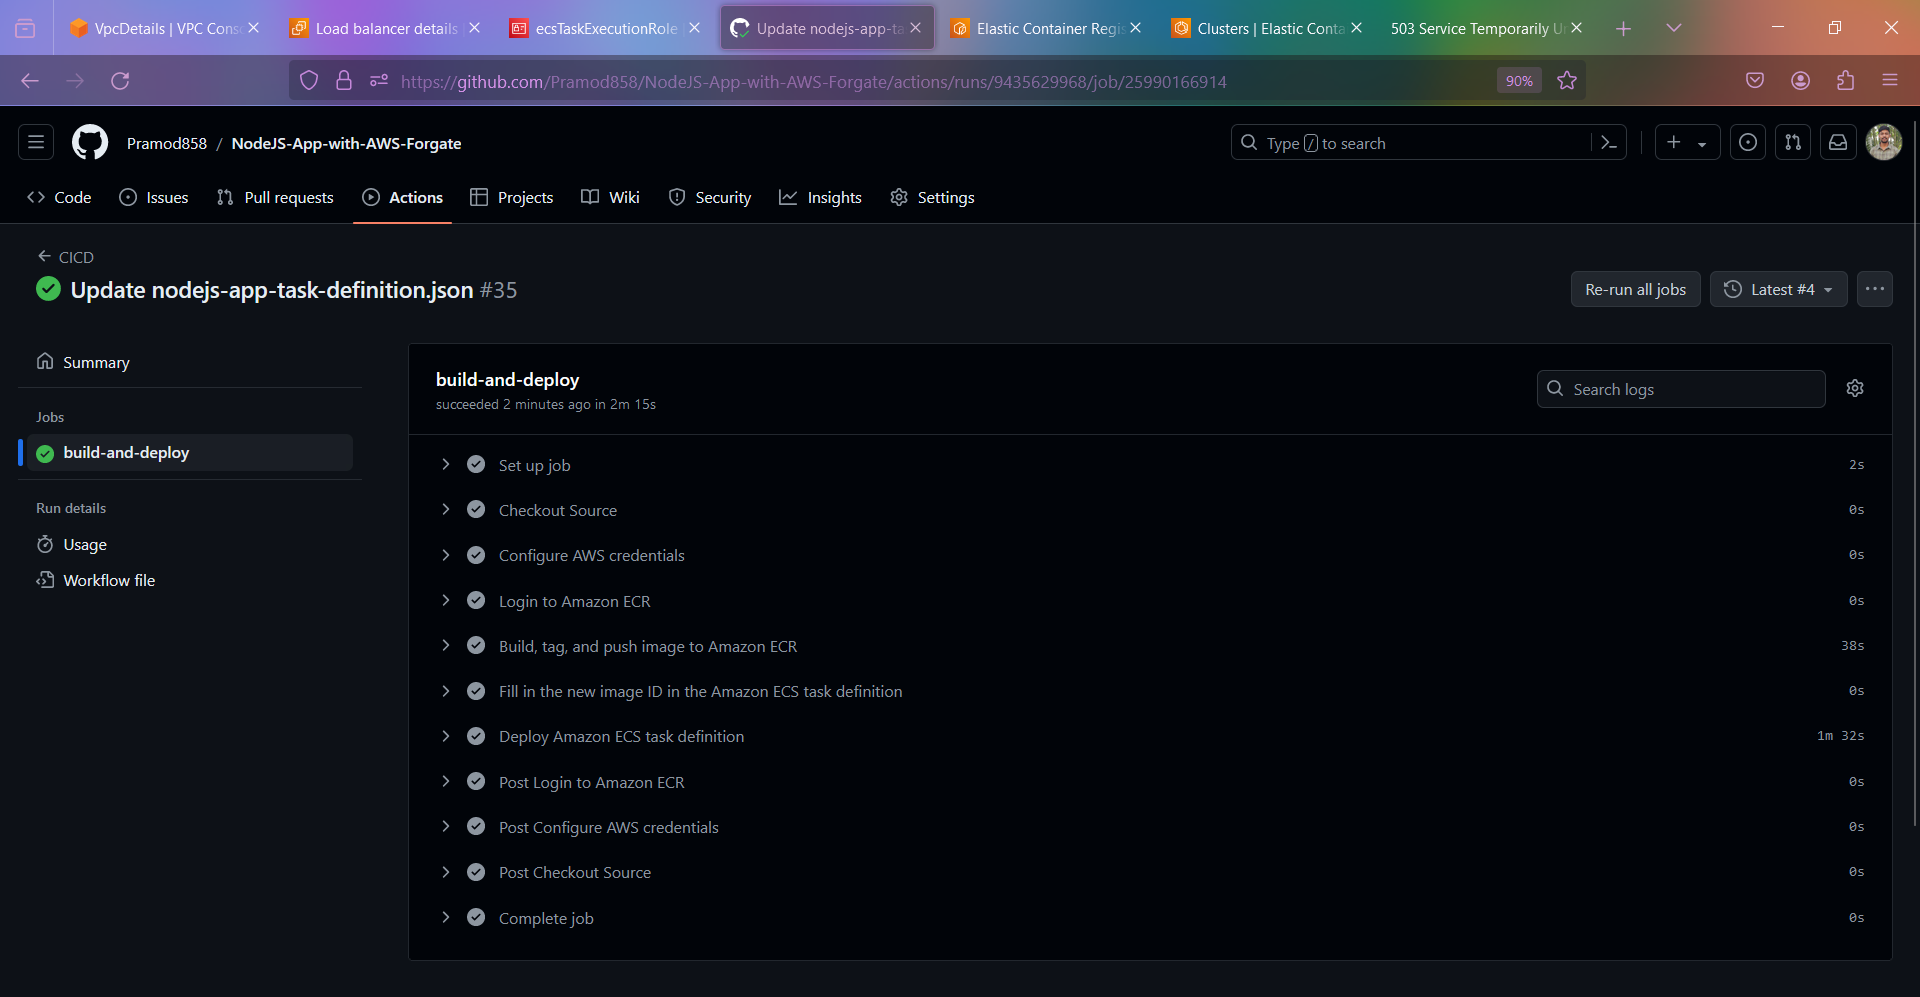 VpcDetails | VPC Cons
Load balancer details
ecsTaskExecutionRole
Update nodejs-app-ta
Elastic Container Regis
Clusters | Elastic Conta
503 Service Temporarily U
https://github.com/Pramod858/NodeJS-App-with-AWS-Forgate/actions/runs/9435629968/job/25990166914
90%
Pramod858 / NodeJS-App-with-AWS-Forgate
Type / to search
Code
Issues
Pull requests
Actions
Projects
Wiki
Security
Insights
Settings
CICD
Update nodejs-app-task-definition.json #35
Re-run all jobs
Latest #4
Summary
Jobs
build-and-deploy
Run details
Usage
Workflow file
build-and-deploy
succeeded 2 minutes ago in 2m 15s
Search logs
Set up job 2s
Checkout Source 0s
Configure AWS credentials 0s
Login to Amazon ECR 0s
Build, tag, and push image to Amazon ECR 38s
Fill in the new image ID in the Amazon ECS task definition 0s
Deploy Amazon ECS task definition 1m 32s
Post Login to Amazon ECR 0s
Post Configure AWS credentials 0s
Post Checkout Source 0s
Complete job 0s